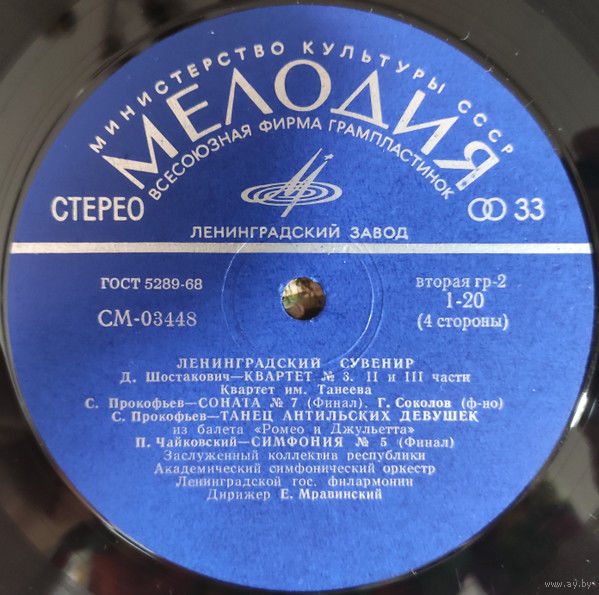 МИНИСТЕРСТВО КУЛЬТУРЫ СССР
МЕЛОДИЯ
ВСЕСОЮЗНАЯ ФИРМА ГРАМПЛАСТИНОК
СТЕРЕО
33
ЛЕНИНГРАДСКИЙ ЗАВОД
ГОСТ 5289-68
вторая гр-2
СМ-03448
1-20
(4 стороны)
ЛЕНИНГРАДСКИЙ СУВЕНИР
Д. Шостакович—КВАРТЕТ № 3. II и III части
Квартет им. Танеева
С. Прокофьев—СОНАТА № 7 (Финал). Г. Соколов (ф-но)
С. Прокофьев—ТАНЕЦ АНТИЛЬСКИХ ДЕВУШЕК
из балета «Ромео и Джульетта»
П. Чайковский—СИМФОНИЯ № 5 (Финал)
Заслуженный коллектив республики
Академический симфонический оркестр
Ленинградской гос. филармонии
Дирижер Е. Мравинский
www.ay.by